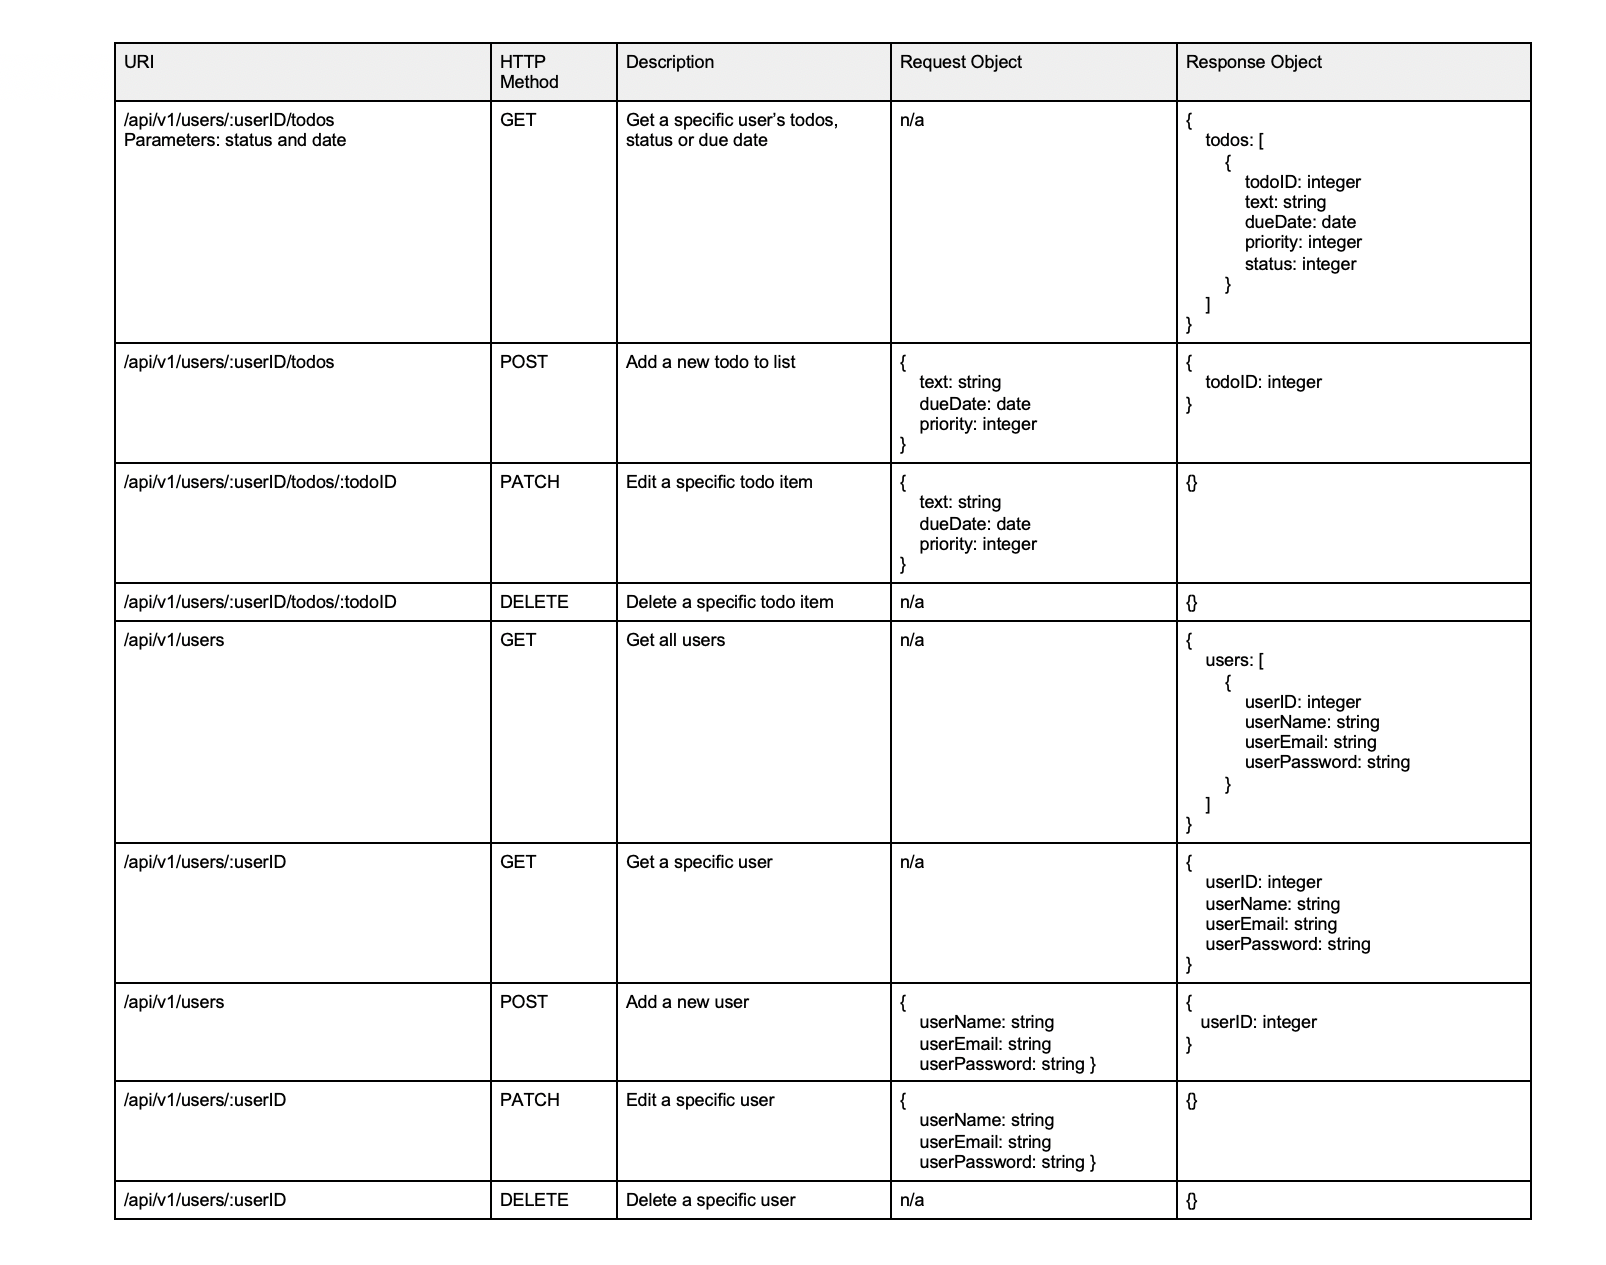 URI
HTTP
Method
Description
Request Object
Response Object
/api/v1/users/:userID/todos
Parameters: status and date
GET
Get a specific user’s todos,
status or due date
n/a
{
todos: [
{
todoID: integer
text: string
dueDate: date
priority: integer
status: integer
}
]
}
/api/v1/users/:userID/todos
POST
Add a new todo to list
{
text: string
dueDate: date
priority: integer
}
{
todoID: integer
}
/api/v1/users/:userID/todos/:todoID
PATCH
Edit a specific todo item
{
text: string
dueDate: date
priority: integer
}
{}
/api/v1/users/:userID/todos/:todoID
DELETE
Delete a specific todo item
n/a
{}
/api/v1/users
GET
Get all users
n/a
{
users: [
{
userID: integer
userName: string
userEmail: string
userPassword: string
}
]
}
/api/v1/users/:userID
GET
Get a specific user
n/a
{
userID: integer
userName: string
userEmail: string
userPassword: string
}
/api/v1/users
POST
Add a new user
{
userName: string
userEmail: string
userPassword: string }
{
userID: integer
}
/api/v1/users/:userID
PATCH
Edit a specific user
{
userName: string
userEmail: string
userPassword: string }
{}
/api/v1/users/:userID
DELETE
Delete a specific user
n/a
{}